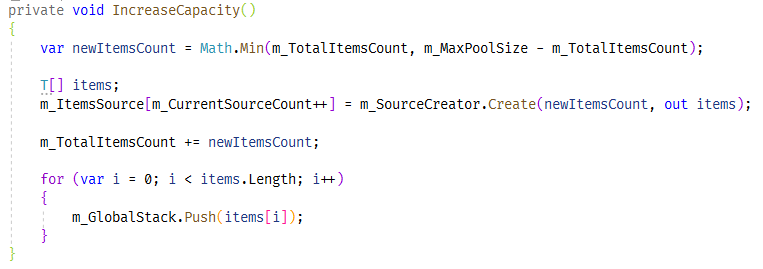 private void IncreaseCapacity()
{
    var newItemsCount = Math.Min(m_TotalItemsCount, m_MaxPoolSize - m_TotalItemsCount);
    T[] items;
    m_ItemsSource[m_CurrentSourceCount++] = m_SourceCreator.Create(newItemsCount, out items);
    m_TotalItemsCount += newItemsCount;
    for (var i = 0; i < items.Length; i++)
    {
        m_GlobalStack.Push(items[i]);
    }
}